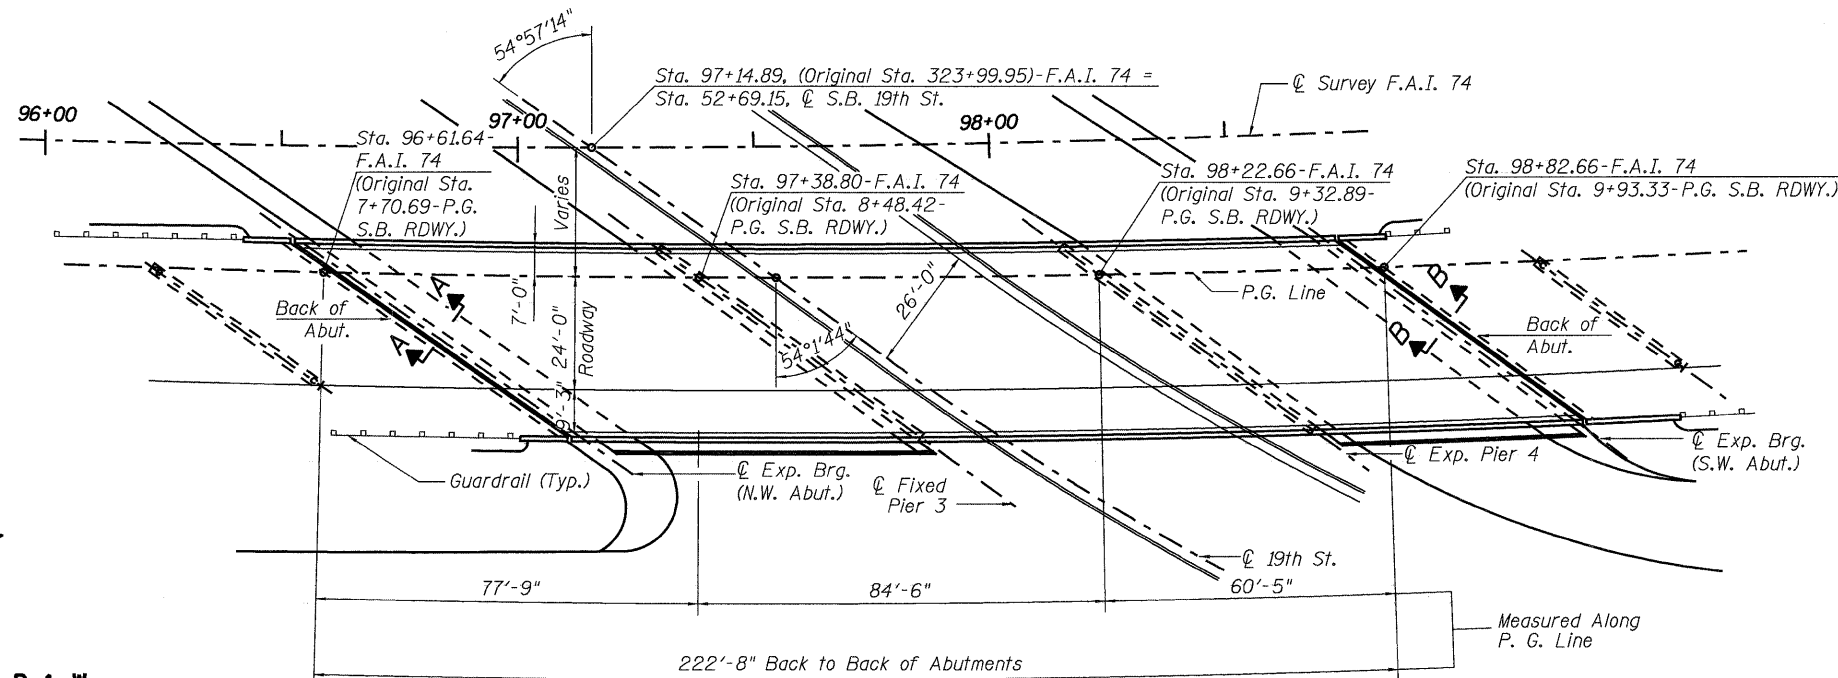 54°57'14"
Sta. 97+14.89, (Original Sta. 323+99.95)-F.A.I. 74 =
Sta. 52+69.15, ℄ S.B. 19th St.
℄ Survey F.A.I. 74
96+00
97+00
98+00
Sta. 96+61.64-
F.A.I. 74
(Original Sta.
7+70.69-P.G.
S.B. RDWY.)
Varies
Sta. 97+38.80-F.A.I. 74
(Original Sta. 8+48.42-
P.G. S.B. RDWY.)
Sta. 98+22.66-F.A.I. 74
(Original Sta. 9+32.89-
P.G. S.B. RDWY.)
Sta. 98+82.66-F.A.I. 74
(Original Sta. 9+93.33-P.G. S.B. RDWY.)
Back of
Abut.
A
A
7'-0"
24'-0"
Roadway
9'-3"
54°1'44"
26'-0"
P.G. Line
B
B
Back of
Abut.
Guardrail (Typ.)
℄ Exp. Brg.
(N.W. Abut.)
℄ Fixed
Pier 3
℄ Exp. Pier 4
℄ Exp. Brg.
(S.W. Abut.)
℄ 19th St.
77'-9"
84'-6"
60'-5"
Measured Along
P. G. Line
222'-8" Back to Back of Abutments